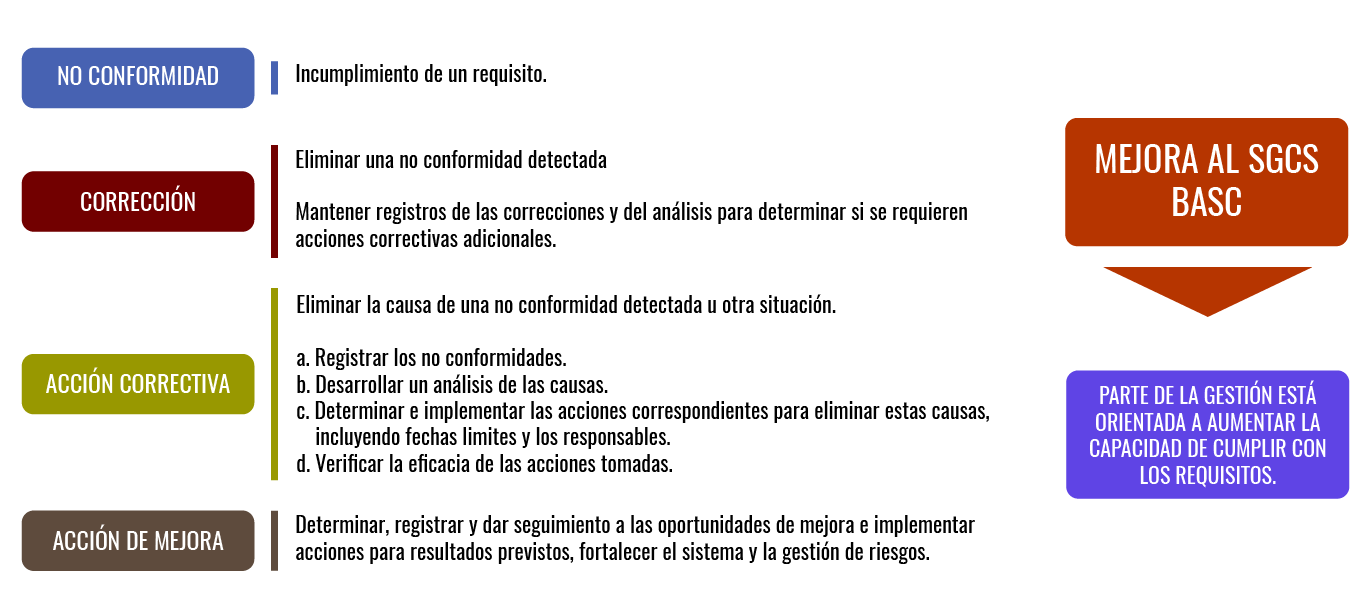 NO CONFORMIDAD
Incumplimiento de un requisito.
CORRECCIÓN
Eliminar una no conformidad detectada
Mantener registros de las correcciones y del análisis para determinar si se requieren
acciones correctivas adicionales.
ACCIÓN CORRECTIVA
Eliminar la causa de una no conformidad detectada u otra situación.
a. Registrar los no conformidades.
b. Desarrollar un análisis de las causas.
c. Determinar e implementar las acciones correspondientes para eliminar estas causas,
incluyendo fechas limites y los responsables.
d. Verificar la eficacia de las acciones tomadas.
ACCIÓN DE MEJORA
Determinar, registrar y dar seguimiento a las oportunidades de mejora e implementar
acciones para resultados previstos, fortalecer el sistema y la gestión de riesgos.
MEJORA AL SGCS
BASC
PARTE DE LA GESTIÓN ESTÁ
ORIENTADA A AUMENTAR LA
CAPACIDAD DE CUMPLIR CON
LOS REQUISITOS.